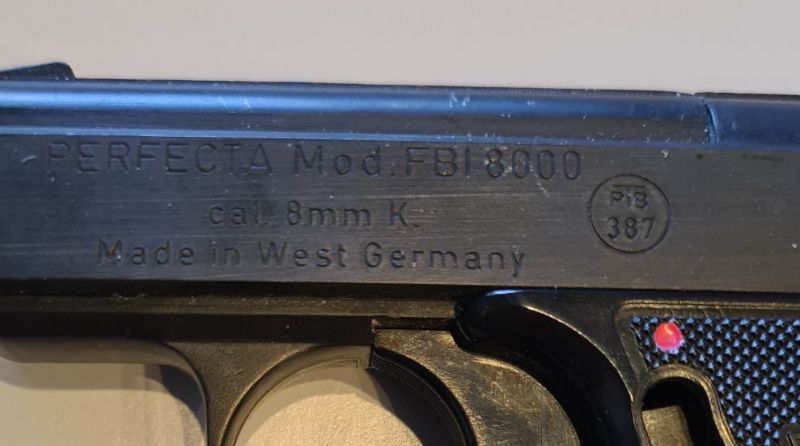 PERFECTA Mod. FBI 8000
cal. 8mm K.
Made in West Germany
PTB
387